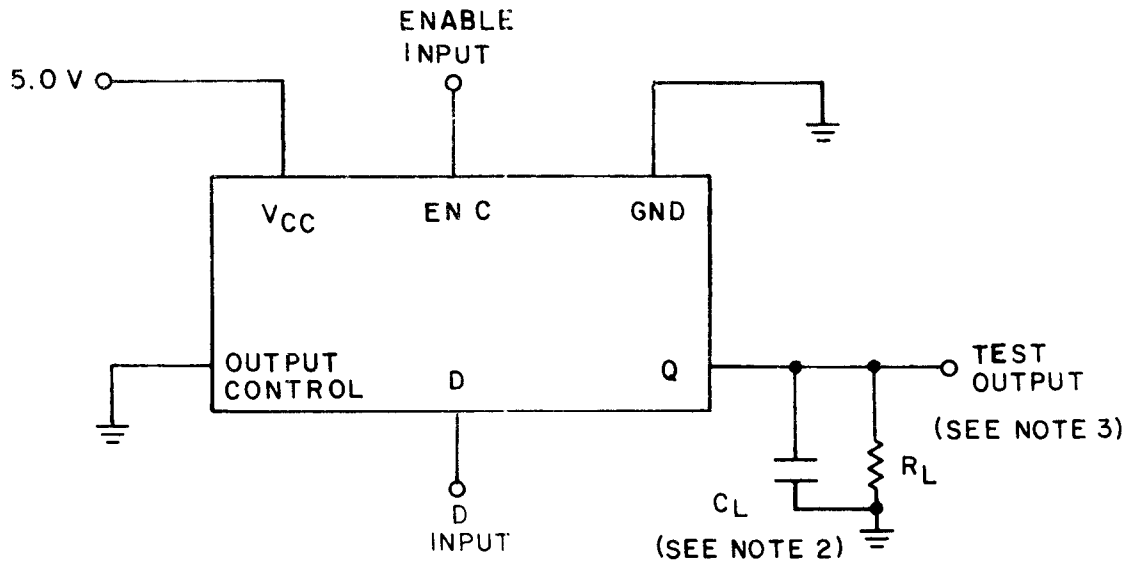 ENABLE
INPUT
5.0 V
VCC
EN C
GND
OUTPUT
CONTROL
D
Q
TEST
OUTPUT
(SEE NOTE 3)
RL
CL
(SEE NOTE 2)
D
INPUT